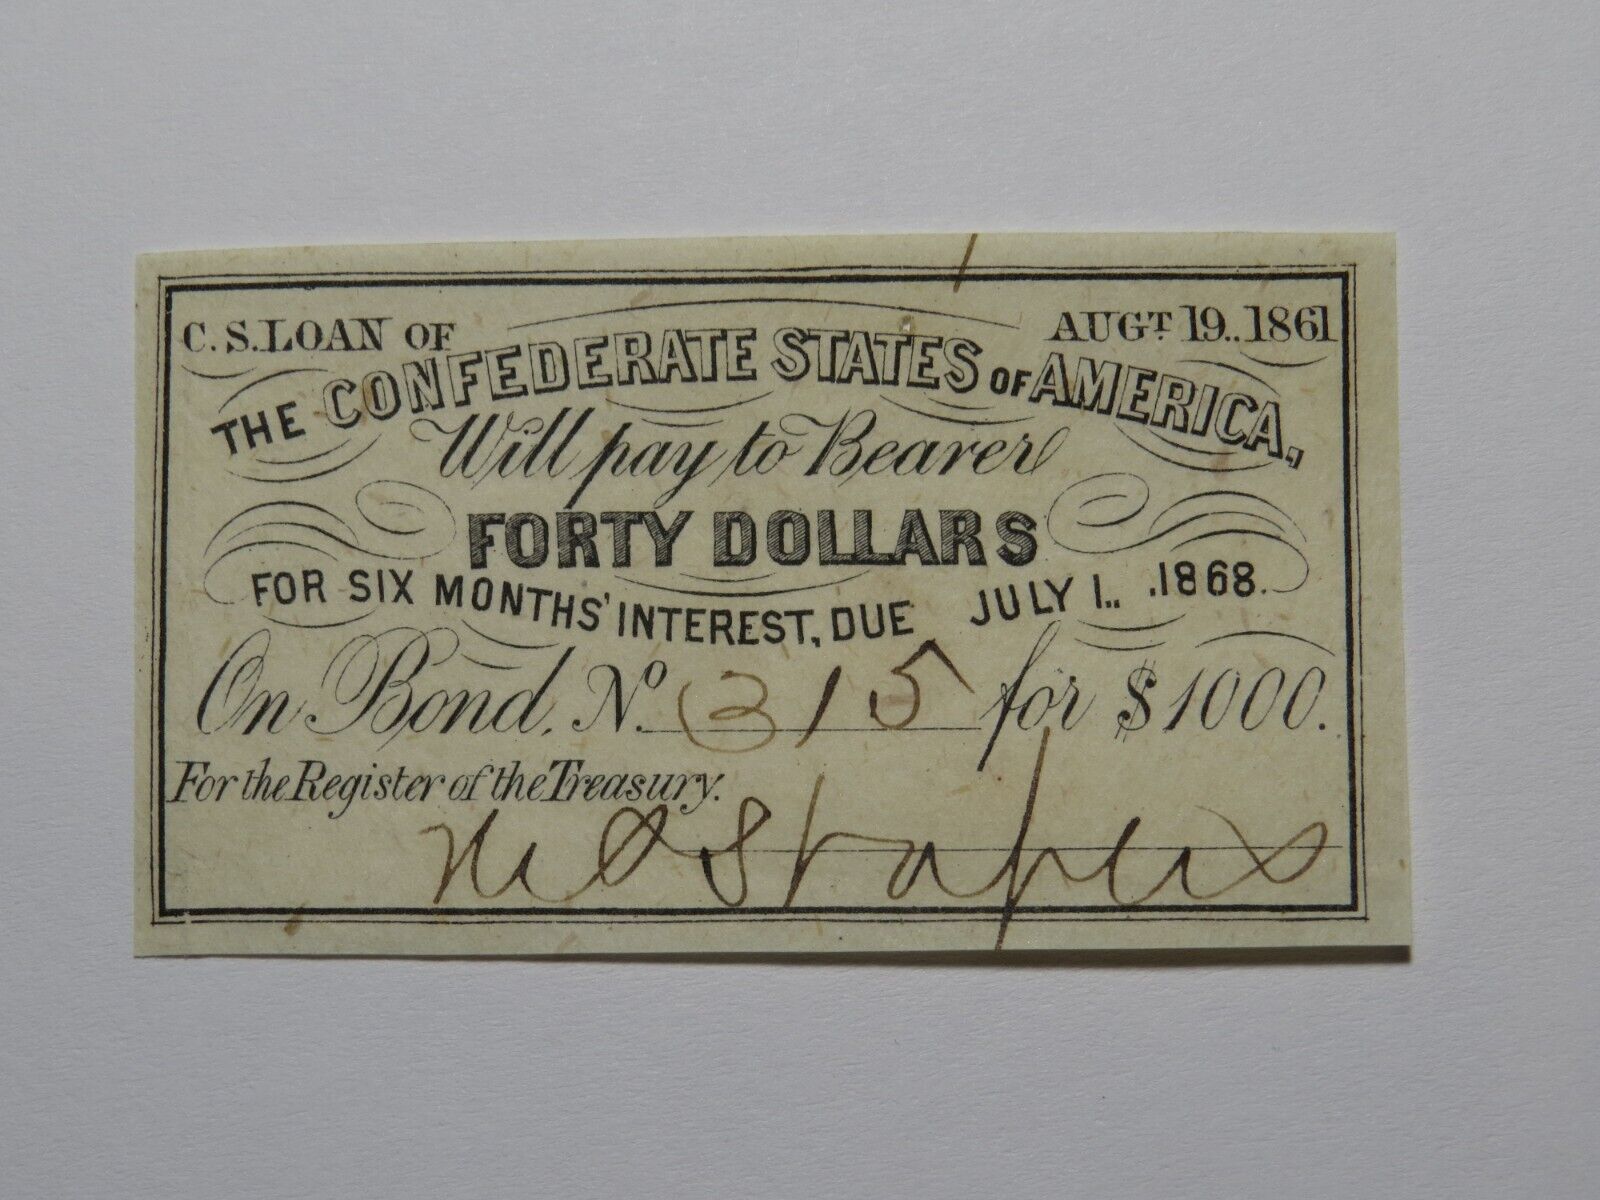 C. S. LOAN OF AUGT. 19.. 1861
THE CONFEDERATE STATES OF AMERICA,
Will pay to Bearer
FORTY DOLLARS
FOR SIX MONTHS' INTEREST, DUE JULY 1.. .1868.
On Bond, No. 315 for $1000.
For the Register of the Treasury.